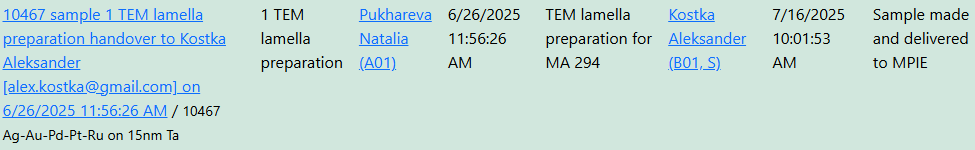 10467 sample 1 TEM lamella
preparation handover to Kostka
Aleksander
[alex.kostka@gmail.com] on
6/26/2025 11:56:26 AM / 10467
Ag-Au-Pd-Pt-Ru on 15nm Ta
1 TEM
lamella
preparation
Pukhareva
Natalia
(A01)
6/26/2025
11:56:26
AM
TEM lamella
preparation for
MA 294
Kostka
Aleksander
(B01, S)
7/16/2025
10:01:53
AM
Sample made
and delivered
to MPIE